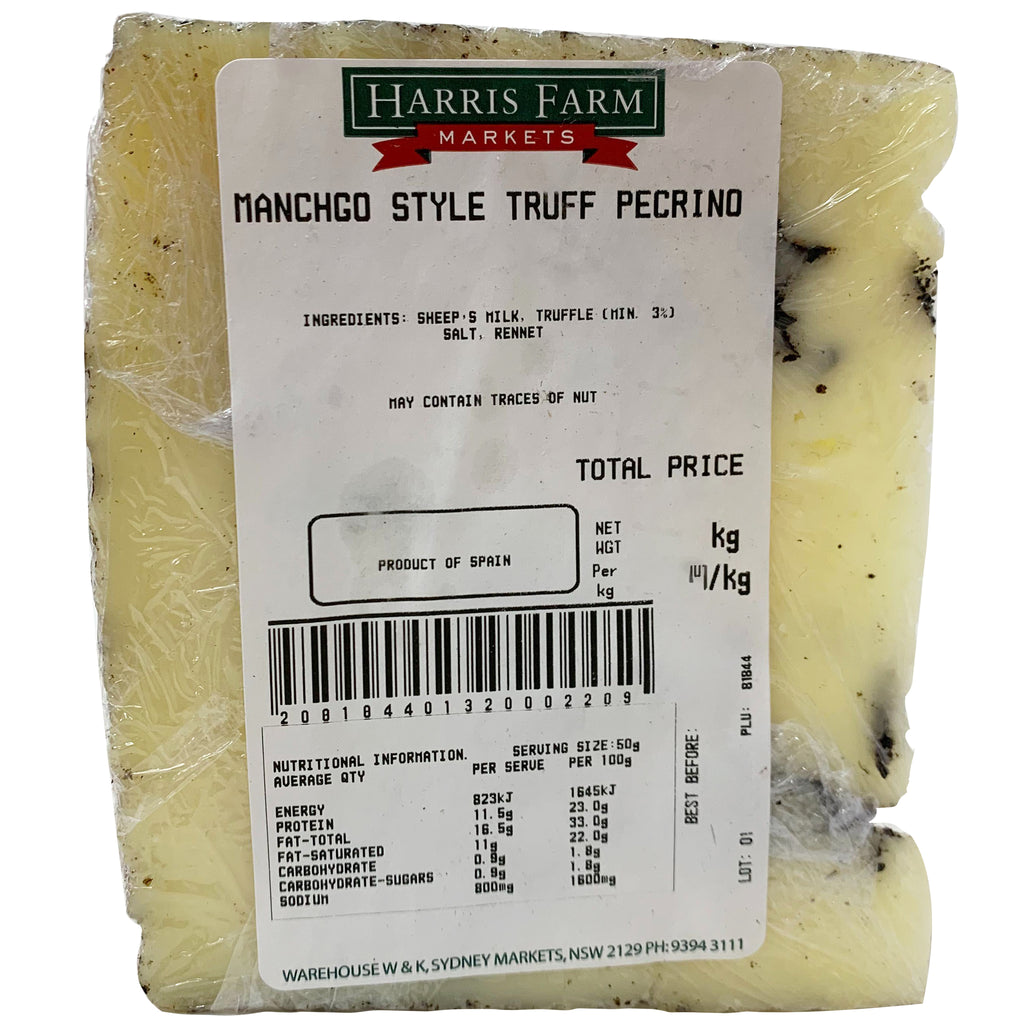 HARRIS FARM
MARKETS
MANCHGO STYLE TRUFF PECRINO
INGREDIENTS: SHEEP'S MILK, TRUFFLE (MIN. 3%)
SALT, RENNET
MAY CONTAIN TRACES OF NUT
TOTAL PRICE
PRODUCT OF SPAIN
NET WGT kg
Per kg /kg
208184401320002209
NUTRITIONAL INFORMATION. SERVING SIZE:50g
AVERAGE QTY PER SERVE PER 100g
ENERGY 823kJ 1645kJ
PROTEIN 11.5g 23.0g
FAT-TOTAL 16.5g 33.0g
FAT-SATURATED 11g 22.0g
CARBOHYDRATE 0.9g 1.8g
CARBOHYDRATE-SUGARS 0.9g 1.8g
SODIUM 800mg 1600mg
BEST BEFORE:
PLU: 81844
LOT: 01
WAREHOUSE W & K, SYDNEY MARKETS, NSW 2129 PH: 9394 3111